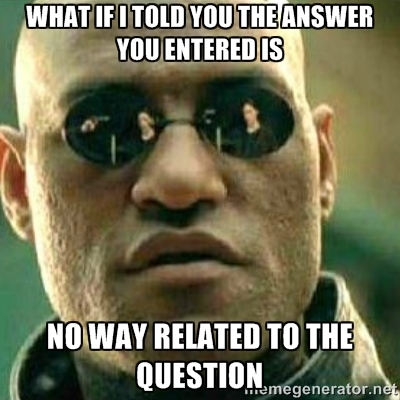 WHAT IF I TOLD YOU THE ANSWER
YOU ENTERED IS
NO WAY RELATED TO THE
QUESTION
memegenerator.net